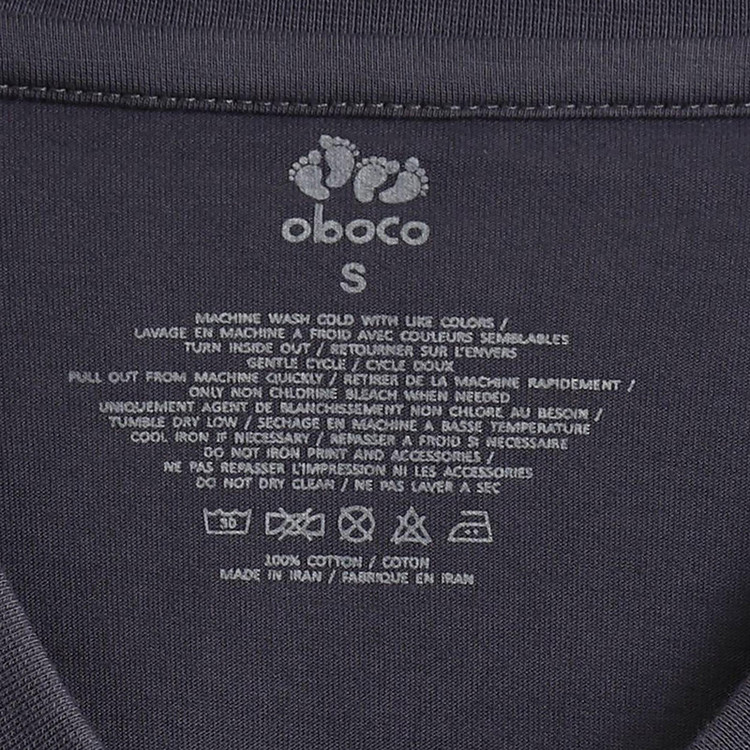 oboco
S
MACHINE WASH COLD WITH LIKE COLORS /
LAVAGE EN MACHINE A FROID AVEC COULEURS SEMBLABLES
TURN INSIDE OUT / RETOURNER SUR L'ENVERS
GENTLE CYCLE / CYCLE DOUX
PULL OUT FROM MACHINE QUICKLY / RETIRER DE LA MACHINE RAPIDEMENT /
ONLY NON CHLORINE BLEACH WHEN NEEDED
UNIQUEMENT AGENT DE BLANCHISSEMENT NON CHLORE AU BESOIN /
TUMBLE DRY LOW / SECHAGE EN MACHINE A BASSE TEMPERATURE
COOL IRON IF NECESSARY / REPASSER A FROID SI NECESSAIRE
DO NOT IRON PRINT AND ACCESSORIES /
NE PAS REPASSER L'IMPRESSION NI LES ACCESSORIES
DO NOT DRY CLEAN / NE PAS LAVER A SEC
30
100% COTTON / COTON
MADE IN IRAN / FABRIQUE EN IRAN